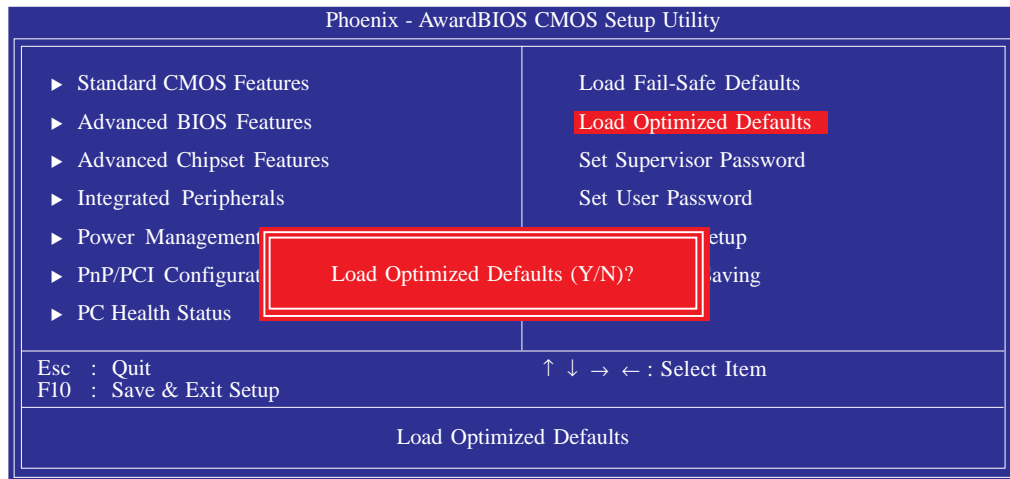 Phoenix - AwardBIOS CMOS Setup Utility
▶ Standard CMOS Features
▶ Advanced BIOS Features
▶ Advanced Chipset Features
▶ Integrated Peripherals
▶ Power Management
▶ PnP/PCI Configurat
▶ PC Health Status
Load Fail-Safe Defaults
Load Optimized Defaults
Set Supervisor Password
Set User Password
etup
aving
Load Optimized Defaults (Y/N)?
Esc : Quit
F10 : Save & Exit Setup
↑ ↓ → ← : Select Item
Load Optimized Defaults